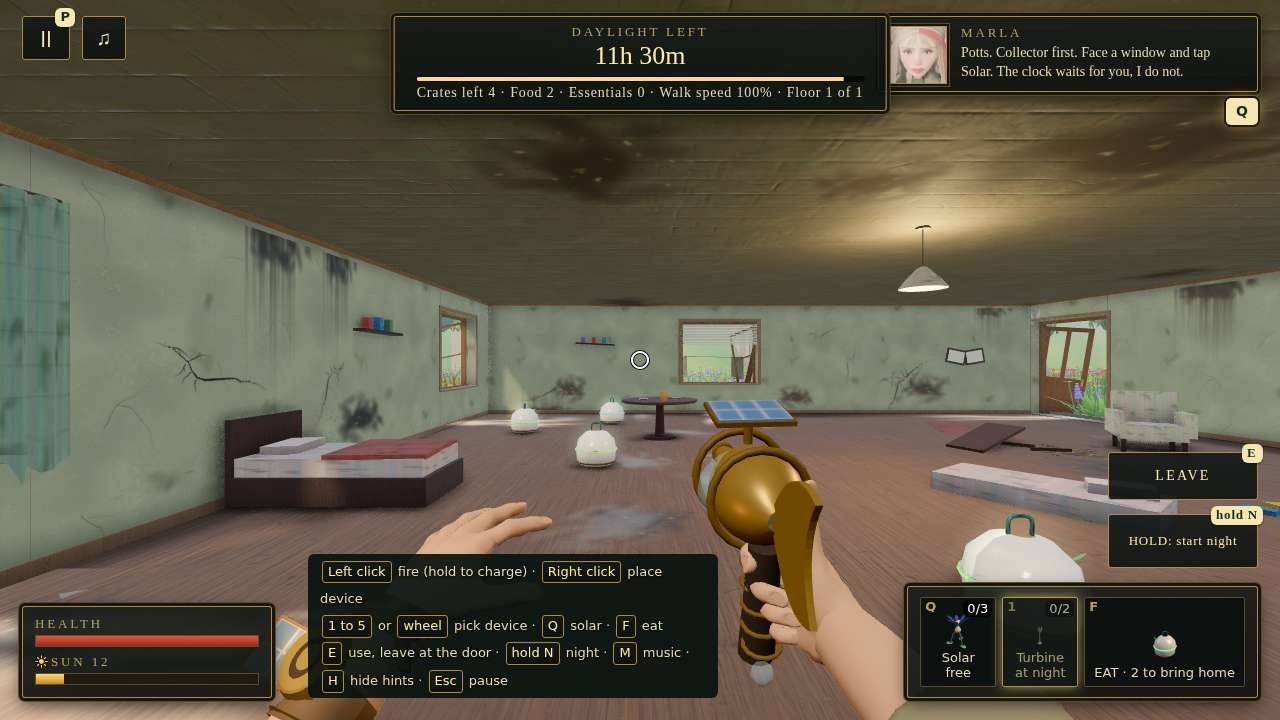 P
DAYLIGHT LEFT
11h 30m
Crates left 4 · Food 2 · Essentials 0 · Walk speed 100% · Floor 1 of 1
MARLA
Potts. Collector first. Face a window and tap
Solar. The clock waits for you, I do not.
Q
E
LEAVE
hold N
HOLD: start night
Left click fire (hold to charge) · Right click place
device
1 to 5 or wheel pick device · Q solar · F eat
E use, leave at the door · hold N night · M music ·
H hide hints · Esc pause
HEALTH
SUN 12
Q 0/3
Solar
free
1 0/2
Turbine
at night
F
EAT · 2 to bring home